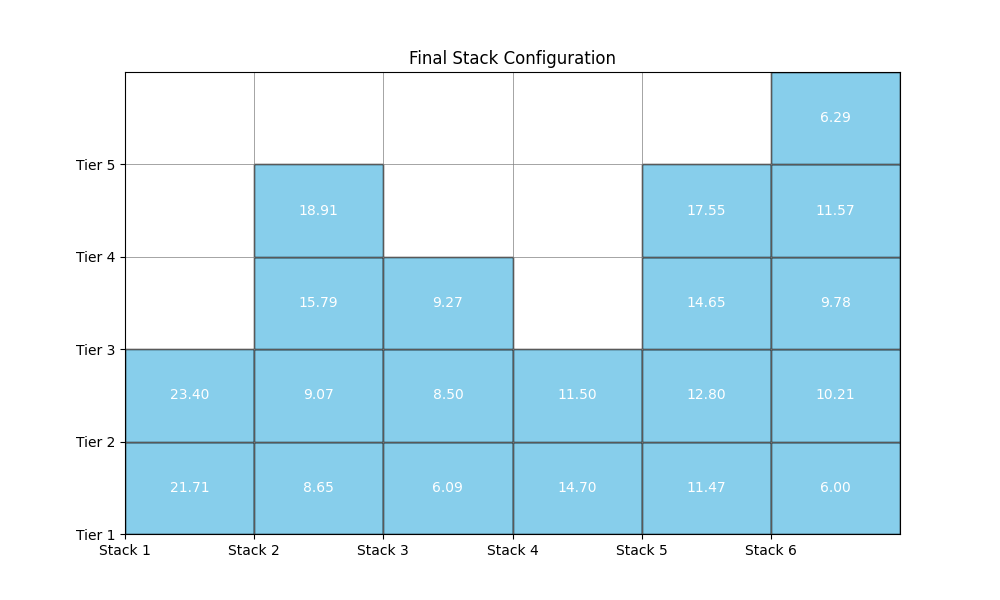 Final Stack Configuration
6.29
Tier 5
18.91 17.55 11.57
Tier 4
15.79 9.27 14.65 9.78
Tier 3
23.40 9.07 8.50 11.50 12.80 10.21
Tier 2
21.71 8.65 6.09 14.70 11.47 6.00
Tier 1
Stack 1 Stack 2 Stack 3 Stack 4 Stack 5 Stack 6